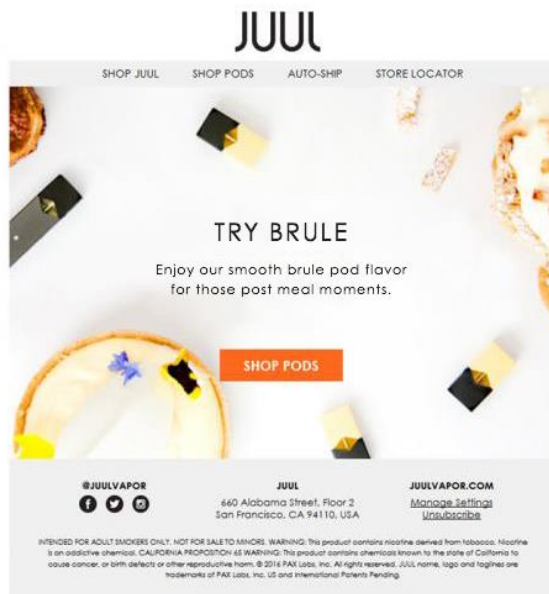 JUUL
SHOP JUUL SHOP PODS AUTO-SHIP STORE LOCATOR
TRY BRULE
Enjoy our smooth brule pod flavor
for those post meal moments.
SHOP PODS
@JUULVAPOR JUUL JUULVAPOR.COM
660 Alabama Street, Floor 2 Manage Settings
San Francisco, CA 94110, USA Unsubscribe
INTENDED FOR ADULT SMOKERS ONLY. NOT FOR SALE TO MINORS. WARNING: This product contains nicotine derived from tobacco. Nicotine
is an addictive chemical. CALIFORNIA PROPOSITION 65 WARNING: This product contains chemicals known to the state of California to
cause cancer, or birth defects or other reproductive harm. © 2016 PAX Labs, Inc. All rights reserved. JUUL name, logo and taglines are
trademarks of PAX Labs, Inc. US and International Patents Pending.